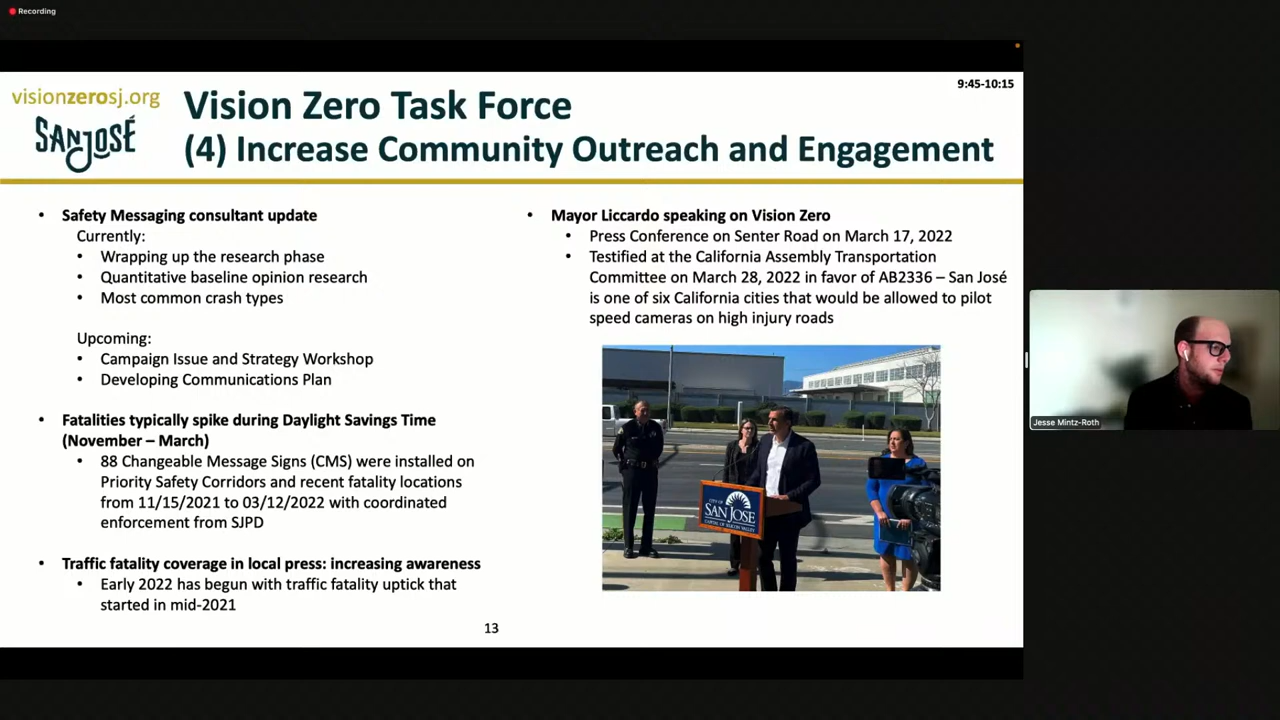 Recording
9:45-10:15
visionzerosj.org
SAN JOSÉ
Vision Zero Task Force
(4) Increase Community Outreach and Engagement
• Safety Messaging consultant update
Currently:
• Wrapping up the research phase
• Quantitative baseline opinion research
• Most common crash types
Upcoming:
• Campaign Issue and Strategy Workshop
• Developing Communications Plan
• Fatalities typically spike during Daylight Savings Time
(November – March)
• 88 Changeable Message Signs (CMS) were installed on
Priority Safety Corridors and recent fatality locations
from 11/15/2021 to 03/12/2022 with coordinated
enforcement from SJPD
• Traffic fatality coverage in local press: increasing awareness
• Early 2022 has begun with traffic fatality uptick that
started in mid-2021
• Mayor Liccardo speaking on Vision Zero
• Press Conference on Senter Road on March 17, 2022
• Testified at the California Assembly Transportation
Committee on March 28, 2022 in favor of AB2336 – San José
is one of six California cities that would be allowed to pilot
speed cameras on high injury roads
CITY OF
SAN JOSE
CAPITAL OF SILICON VALLEY
13
Jesse Mintz-Roth